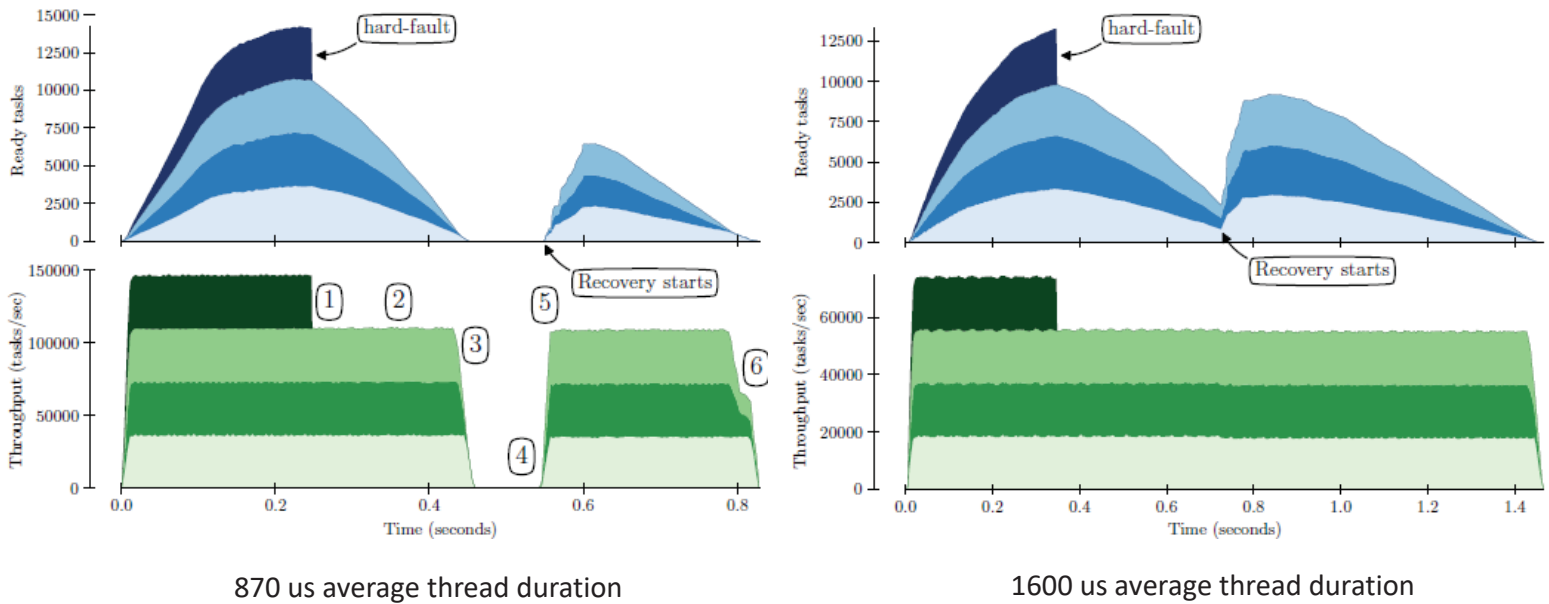 15000
12500
10000
7500
5000
2500
0
Ready tasks
hard-fault
Recovery starts
150000
100000
50000
0
Throughput (tasks/sec)
1
2
3
4
5
6
0.0 0.2 0.4 0.6 0.8
Time (seconds)
870 us average thread duration
12500
10000
7500
5000
2500
0
Ready tasks
hard-fault
Recovery starts
60000
40000
20000
0
Throughput (tasks/sec)
0.0 0.2 0.4 0.6 0.8 1.0 1.2 1.4
Time (seconds)
1600 us average thread duration